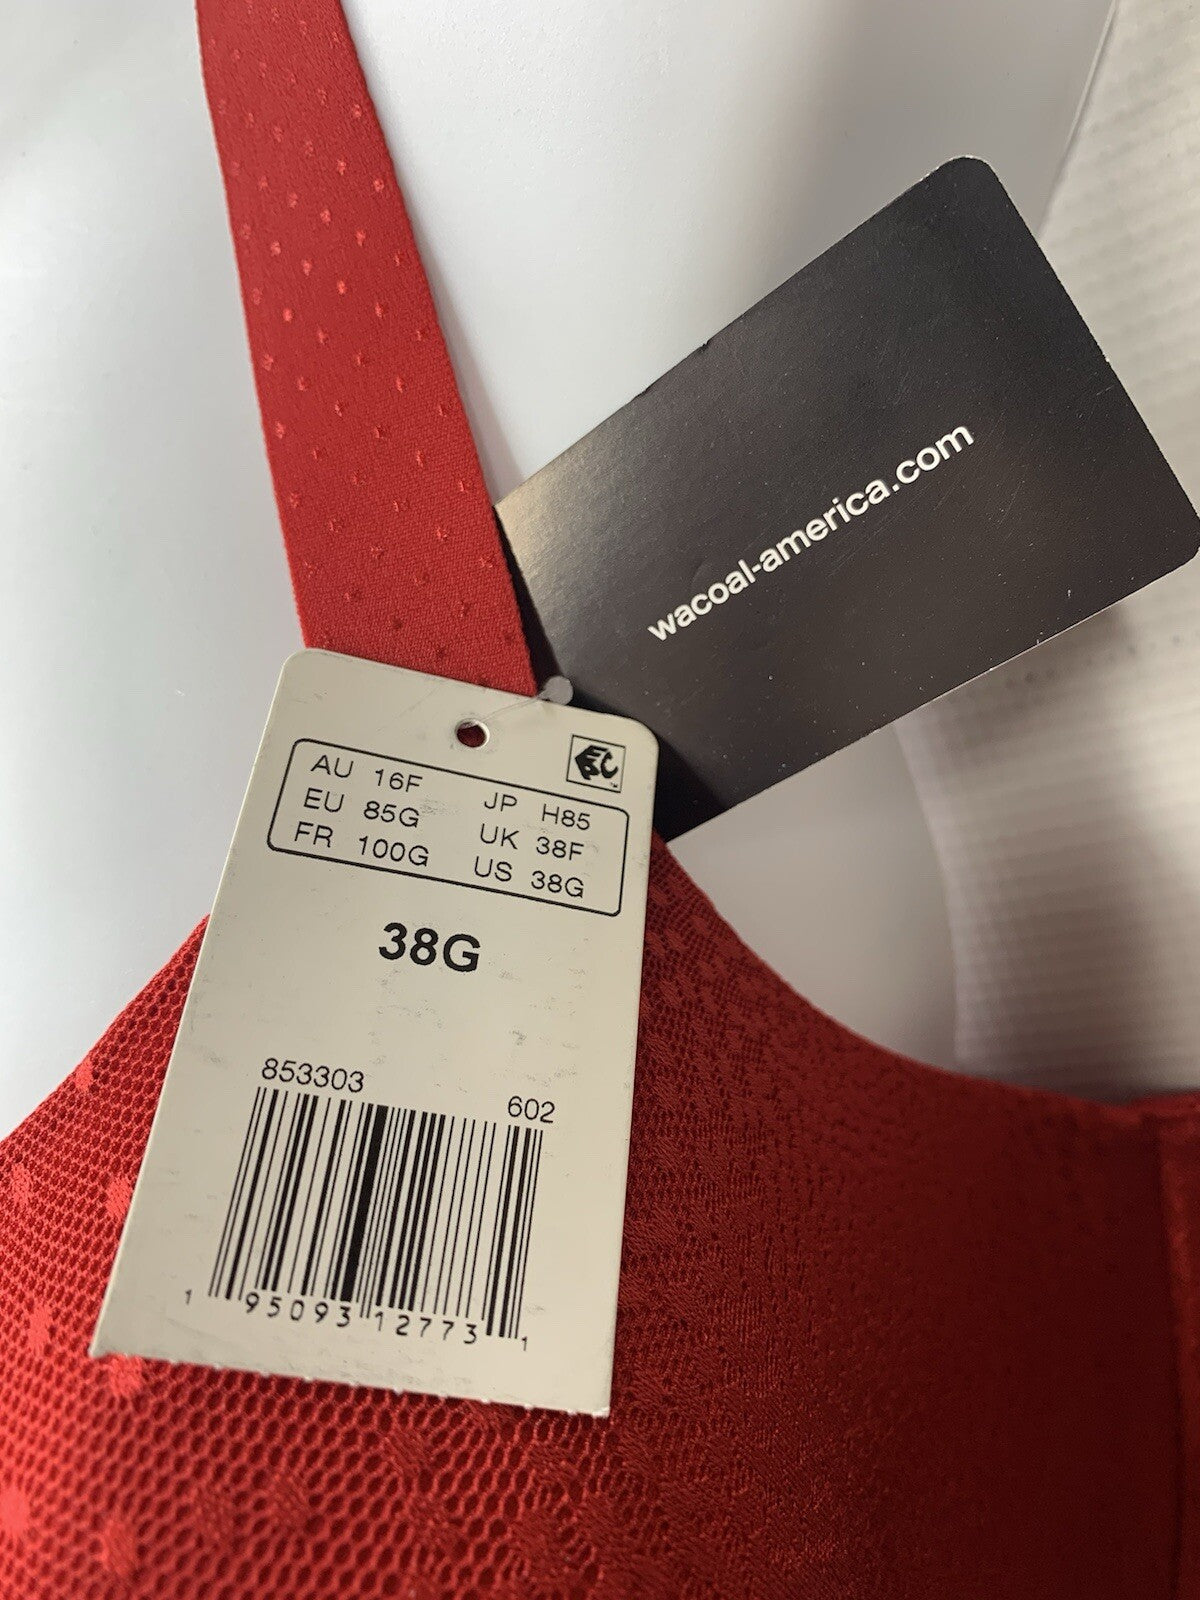 wacoal-america.com
AU 16F JP H85
EU 85G UK 38F
FR 100G US 38G
38G
853303
602
1 95093 12773 1